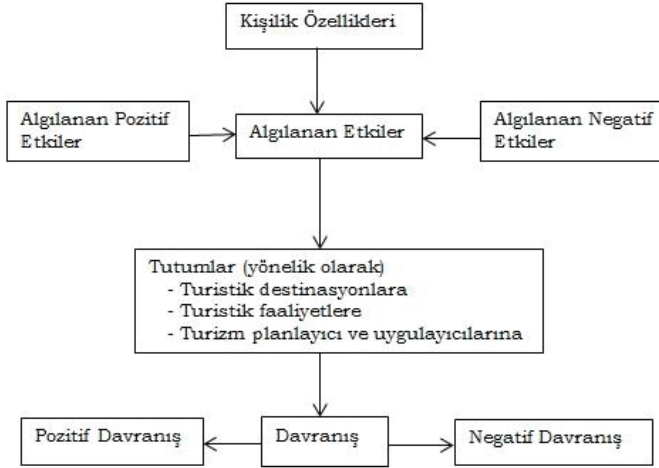 Kişilik Özellikleri
Algılanan Pozitif
Etkiler
Algılanan Etkiler
Algılanan Negatif
Etkiler
Tutumlar (yönelik olarak)
- Turistik destinasyonlara
- Turistik faaliyetlere
- Turizm planlayıcı ve uygulayıcılarına
Pozitif Davranış
Davranış
Negatif Davranış